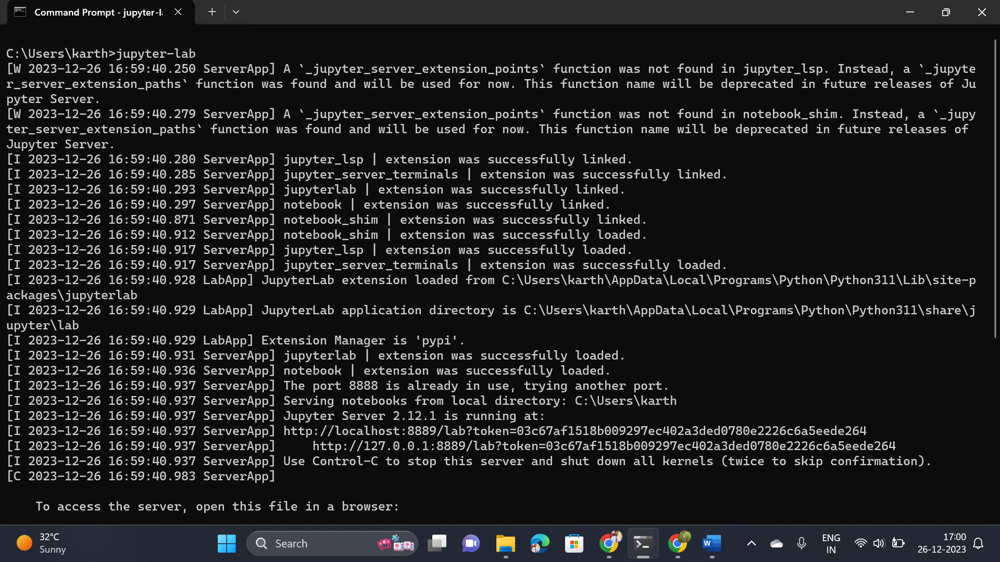 Command Prompt - jupyter-la
C:\Users\karth>jupyter-lab
[W 2023-12-26 16:59:40.250 ServerApp] A `_jupyter_server_extension_points` function was not found in jupyter_lsp. Instead, a `_jupyte
r_server_extension_paths` function was found and will be used for now. This function name will be deprecated in future releases of Ju
pyter Server.
[W 2023-12-26 16:59:40.279 ServerApp] A `_jupyter_server_extension_points` function was not found in notebook_shim. Instead, a `_jupy
ter_server_extension_paths` function was found and will be used for now. This function name will be deprecated in future releases of
Jupyter Server.
[I 2023-12-26 16:59:40.280 ServerApp] jupyter_lsp | extension was successfully linked.
[I 2023-12-26 16:59:40.285 ServerApp] jupyter_server_terminals | extension was successfully linked.
[I 2023-12-26 16:59:40.293 ServerApp] jupyterlab | extension was successfully linked.
[I 2023-12-26 16:59:40.297 ServerApp] notebook | extension was successfully linked.
[I 2023-12-26 16:59:40.871 ServerApp] notebook_shim | extension was successfully linked.
[I 2023-12-26 16:59:40.912 ServerApp] notebook_shim | extension was successfully loaded.
[I 2023-12-26 16:59:40.917 ServerApp] jupyter_lsp | extension was successfully loaded.
[I 2023-12-26 16:59:40.917 ServerApp] jupyter_server_terminals | extension was successfully loaded.
[I 2023-12-26 16:59:40.928 LabApp] JupyterLab extension loaded from C:\Users\karth\AppData\Local\Programs\Python\Python311\Lib\site-p
ackages\jupyterlab
[I 2023-12-26 16:59:40.929 LabApp] JupyterLab application directory is C:\Users\karth\AppData\Local\Programs\Python\Python311\share\j
upyter\lab
[I 2023-12-26 16:59:40.929 LabApp] Extension Manager is 'pypi'.
[I 2023-12-26 16:59:40.931 ServerApp] jupyterlab | extension was successfully loaded.
[I 2023-12-26 16:59:40.936 ServerApp] notebook | extension was successfully loaded.
[I 2023-12-26 16:59:40.937 ServerApp] The port 8888 is already in use, trying another port.
[I 2023-12-26 16:59:40.937 ServerApp] Serving notebooks from local directory: C:\Users\karth
[I 2023-12-26 16:59:40.937 ServerApp] Jupyter Server 2.12.1 is running at:
[I 2023-12-26 16:59:40.937 ServerApp] http://localhost:8889/lab?token=03c67af1518b009297ec402a3ded0780e2226c6a5eede264
[I 2023-12-26 16:59:40.937 ServerApp]     http://127.0.0.1:8889/lab?token=03c67af1518b009297ec402a3ded0780e2226c6a5eede264
[I 2023-12-26 16:59:40.937 ServerApp] Use Control-C to stop this server and shut down all kernels (twice to skip confirmation).
[C 2023-12-26 16:59:40.983 ServerApp]
To access the server, open this file in a browser:
32°C
Sunny
Search
ENG
IN
17:00
26-12-2023